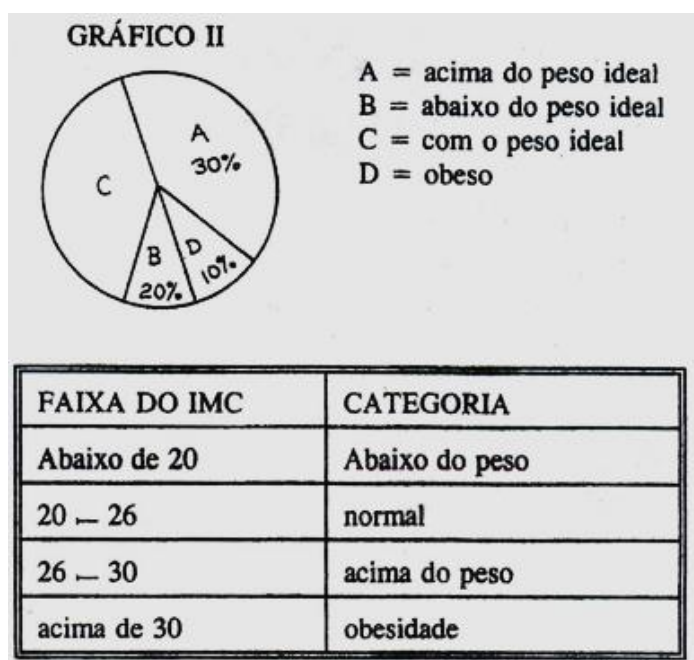 GRÁFICO II
A = acima do peso ideal
B = abaixo do peso ideal
C = com o peso ideal
D = obeso
A
30%
C
B
20%
D
10%
FAIXA DO IMC CATEGORIA
Abaixo de 20 Abaixo do peso
20 — 26 normal
26 — 30 acima do peso
acima de 30 obesidade